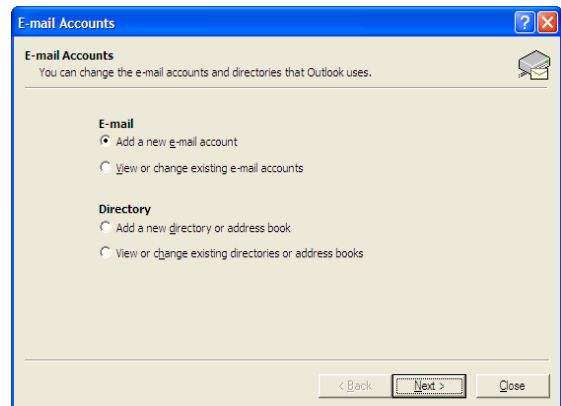 E-mail Accounts
E-mail Accounts
You can change the e-mail accounts and directories that Outlook uses.
E-mail
Add a new e-mail account
View or change existing e-mail accounts
Directory
Add a new directory or address book
View or change existing directories or address books
< Back Next > Close